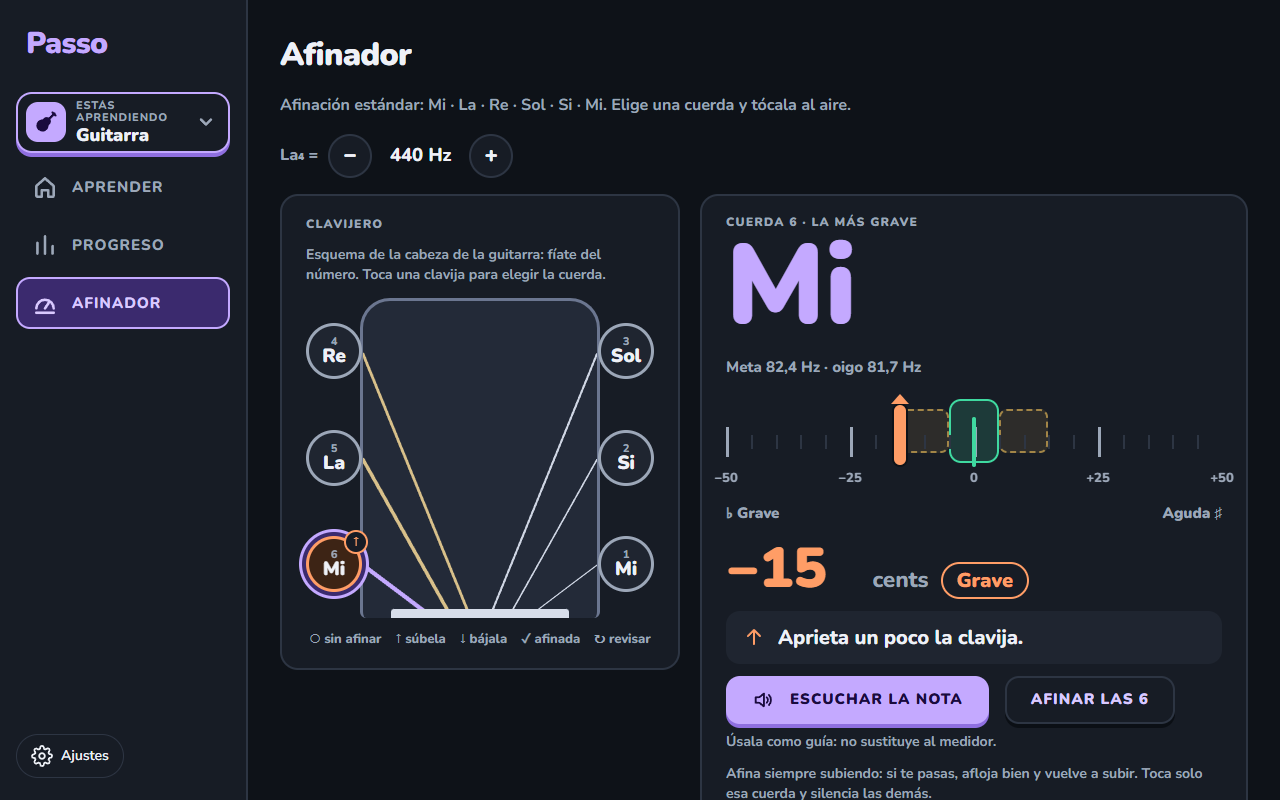 Passo
ESTÁS
APRENDIENDO
Guitarra
APRENDER
PROGRESO
AFINADOR
Ajustes
Afinador
Afinación estándar: Mi · La · Re · Sol · Si · Mi. Elige una cuerda y tócala al aire.
La₄ = − 440 Hz +
CLAVIJERO
Esquema de la cabeza de la guitarra: fíate del
número. Toca una clavija para elegir la cuerda.
4
Re
3
Sol
5
La
2
Si
↑
6
Mi
1
Mi
○ sin afinar ↑ súbela ↓ bájala ✓ afinada ↻ revisar
CUERDA 6 · LA MÁS GRAVE
Mi
Meta 82,4 Hz · oigo 81,7 Hz
−50 −25 0 +25 +50
♭ Grave Aguda ♯
−15 cents Grave
↑ Aprieta un poco la clavija.
ESCUCHAR LA NOTA AFINAR LAS 6
Úsala como guía: no sustituye al medidor.
Afina siempre subiendo: si te pasas, afloja bien y vuelve a subir. Toca solo
esa cuerda y silencia las demás.